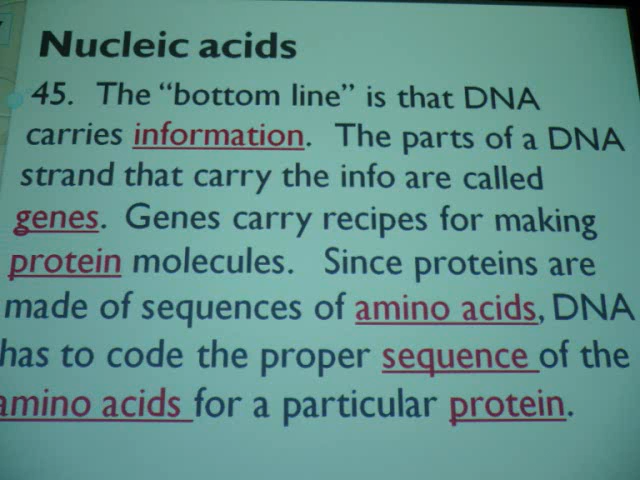 Nucleic acids
45. The “bottom line” is that DNA
carries information. The parts of a DNA
strand that carry the info are called
genes. Genes carry recipes for making
protein molecules. Since proteins are
made of sequences of amino acids, DNA
has to code the proper sequence of the
amino acids for a particular protein.